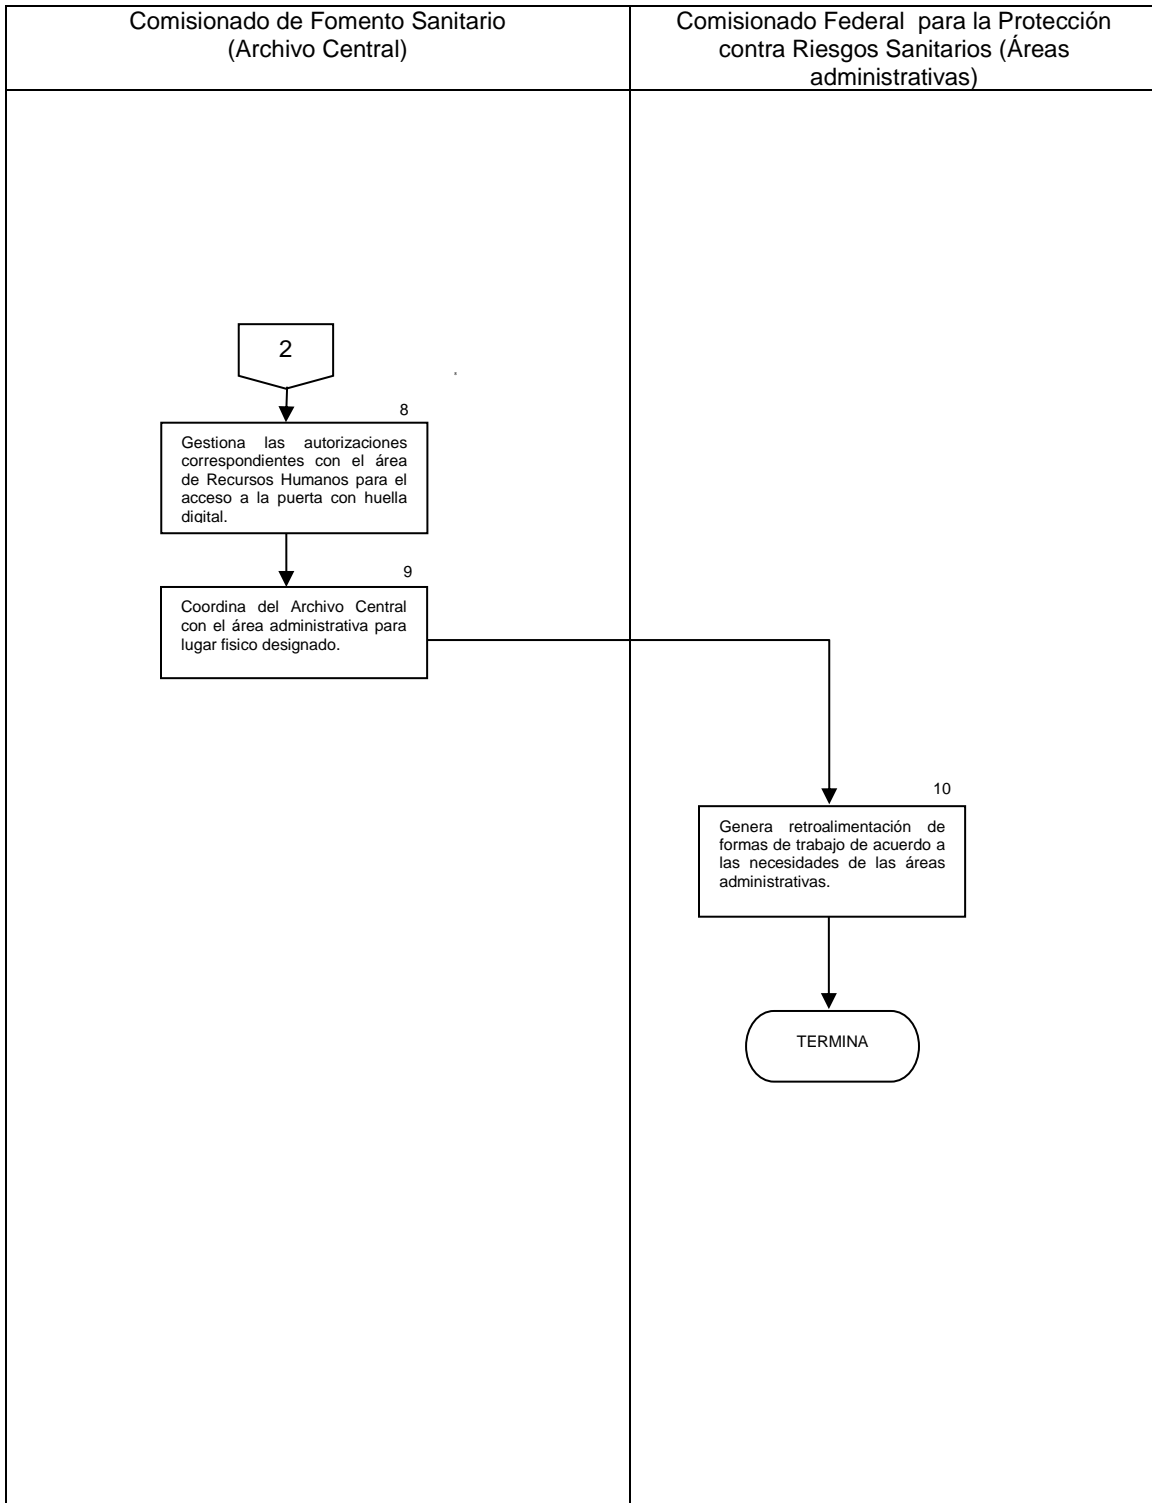 Comisionado de Fomento Sanitario
(Archivo Central)
Comisionado Federal para la Protección
contra Riesgos Sanitarios (Áreas
administrativas)
2
8
Gestiona las autorizaciones
correspondientes con el área
de Recursos Humanos para el
acceso a la puerta con huella
digital.
9
Coordina del Archivo Central
con el área administrativa para
lugar fisico designado.
10
Genera retroalimentación de
formas de trabajo de acuerdo a
las necesidades de las áreas
administrativas.
TERMINA